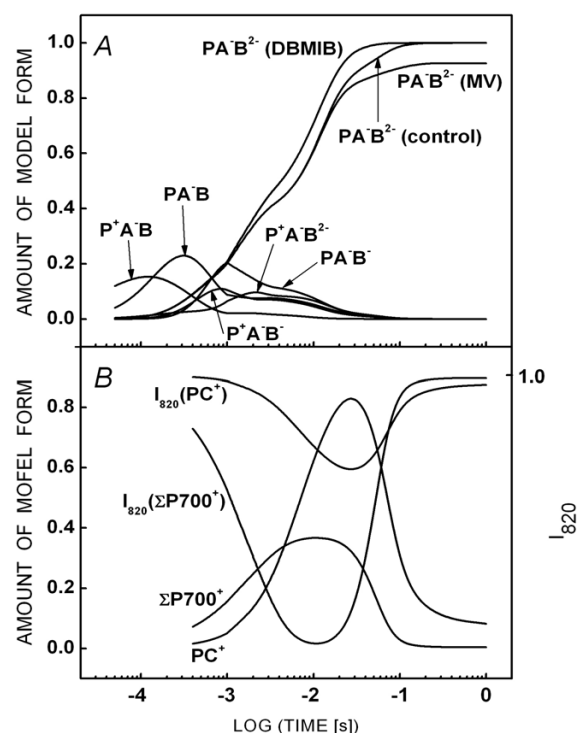 A
PA⁻B²⁻ (DBMIB)
PA⁻B²⁻ (MV)
PA⁻B²⁻ (control)
PA⁻B
P⁺A⁻B
P⁺A⁻B²⁻
PA⁻B⁻
P⁺A⁻B⁻
AMOUNT OF MODEL FORM
1.0
0.8
0.6
0.4
0.2
0.0
B
I₈₂₀(PC⁺)
I₈₂₀(ΣP700⁺)
ΣP700⁺
PC⁺
AMOUNT OF MOFEL FORM
0.8
0.6
0.4
0.2
0.0
1.0
I₈₂₀
-4 -3 -2 -1 0
LOG (TIME [s])